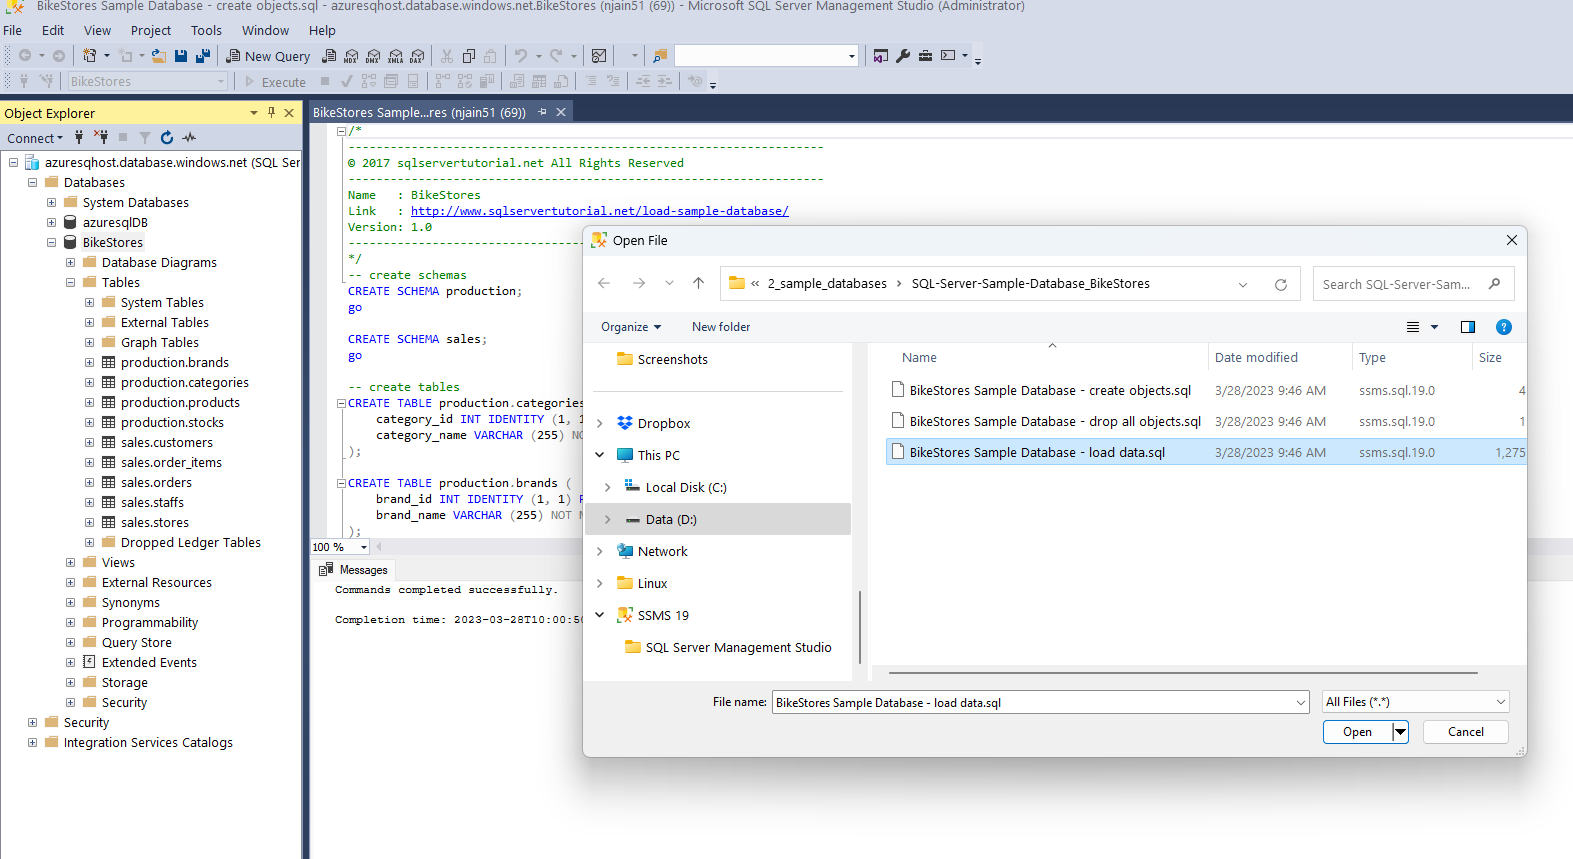 BikeStores Sample Database - create objects.sql - azuresqhost.database.windows.net.BikeStores (njain51 (69)) - Microsoft SQL Server Management Studio (Administrator)
File Edit View Project Tools Window Help
New Query MDX DMX XMLA DAX
BikeStores Execute
Object Explorer
Connect
azuresqhost.database.windows.net (SQL Ser
Databases
System Databases
azuresqlDB
BikeStores
Database Diagrams
Tables
System Tables
External Tables
Graph Tables
production.brands
production.categories
production.products
production.stocks
sales.customers
sales.order_items
sales.orders
sales.staffs
sales.stores
Dropped Ledger Tables
Views
External Resources
Synonyms
Programmability
Query Store
Extended Events
Storage
Security
Security
Integration Services Catalogs
BikeStores Sample...res (njain51 (69))
/*
--------------------------------------------------------------------
© 2017 sqlservertutorial.net All Rights Reserved
--------------------------------------------------------------------
Name   : BikeStores
Link   : http://www.sqlservertutorial.net/load-sample-database/
Version: 1.0
----------------------------------
*/
-- create schemas
CREATE SCHEMA production;
go
CREATE SCHEMA sales;
go
-- create tables
CREATE TABLE production.categories
category_id INT IDENTITY (1, 1
category_name VARCHAR (255) NO
);
CREATE TABLE production.brands (
brand_id INT IDENTITY (1, 1) P
brand_name VARCHAR (255) NOT N
);
100 %
Messages
Commands completed successfully.
Completion time: 2023-03-28T10:00:50
Open File
« 2_sample_databases › SQL-Server-Sample-Database_BikeStores
Search SQL-Server-Sam...
Organize New folder
?
Screenshots
Dropbox
This PC
Local Disk (C:)
Data (D:)
Network
Linux
SSMS 19
SQL Server Management Studio
Name Date modified Type Size
BikeStores Sample Database - create objects.sql 3/28/2023 9:46 AM ssms.sql.19.0 4
BikeStores Sample Database - drop all objects.sql 3/28/2023 9:46 AM ssms.sql.19.0 1
BikeStores Sample Database - load data.sql 3/28/2023 9:46 AM ssms.sql.19.0 1,275
File name: BikeStores Sample Database - load data.sql All Files (*.*)
Open Cancel